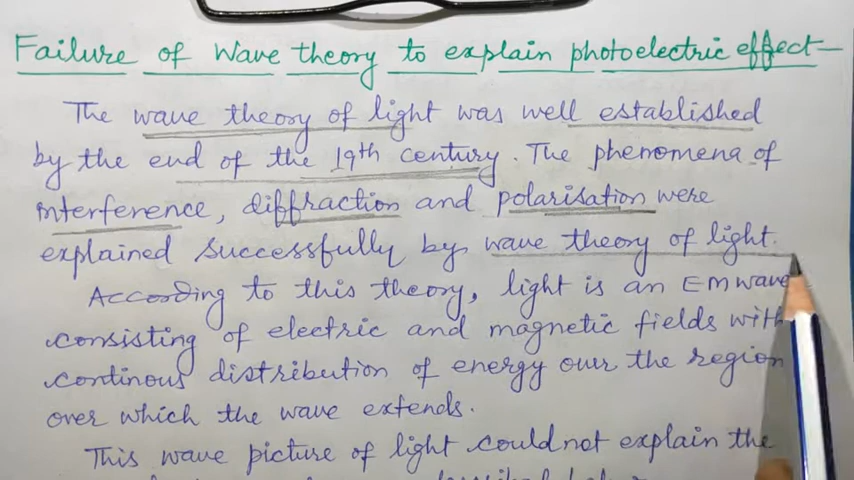 Failure of Wave theory to explain photoelectric effect—
The wave theory of light was well established
by the end of the 19th century. The phenomena of
interference, diffraction and polarisation were
explained successfully by wave theory of light.
According to this theory, light is an EM wave
consisting of electric and magnetic fields with
continous distribution of energy over the region
over which the wave extends.
This wave picture of light could not explain the